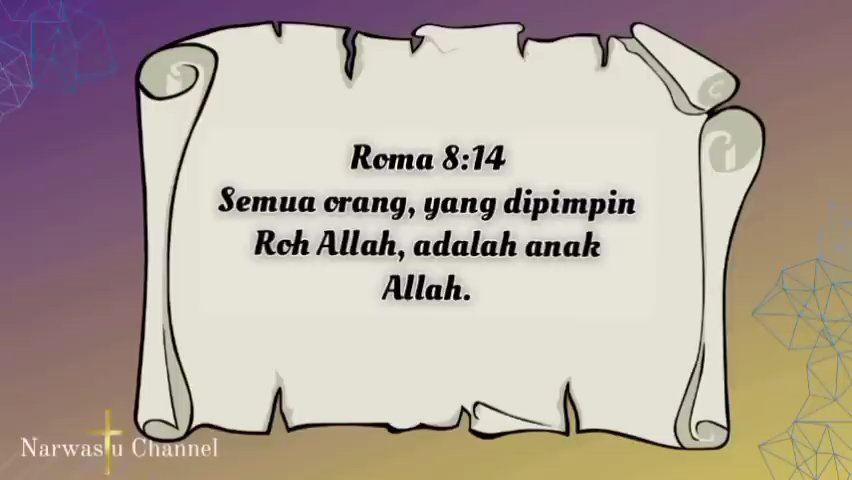 Roma 8:14
Semua orang, yang dipimpin
Roh Allah, adalah anak
Allah.
Narwastu Channel